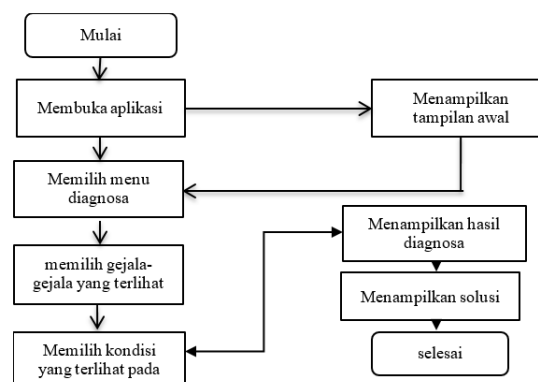 Mulai
Membuka aplikasi
Menampilkan
tampilan awal
Memilih menu
diagnosa
memilih gejala-
gejala yang terlihat
Memilih kondisi
yang terlihat pada
Menampilkan hasil
diagnosa
Menampilkan solusi
selesai